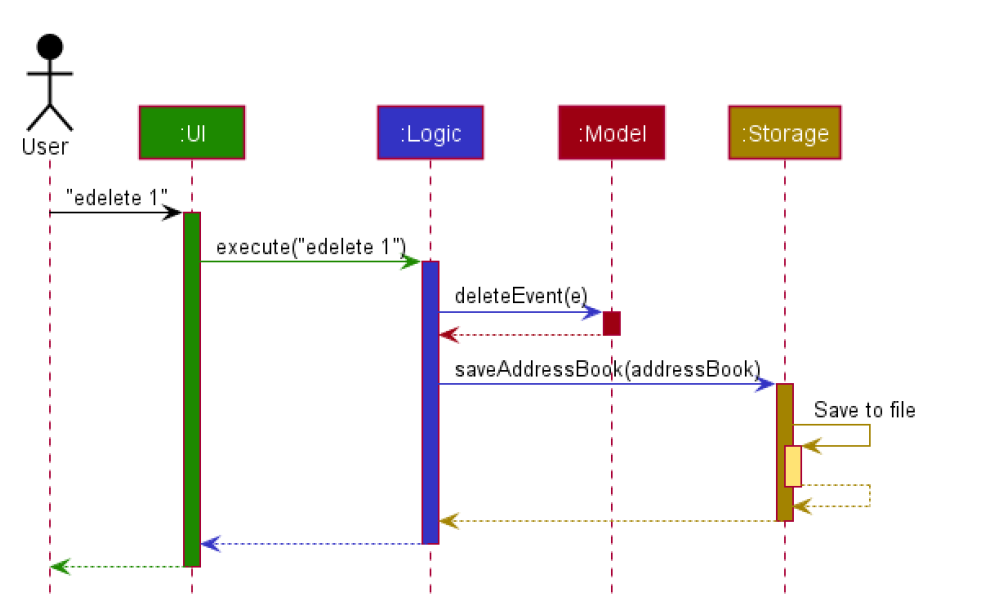 User
:UI
:Logic
:Model
:Storage
"edelete 1"
execute("edelete 1")
deleteEvent(e)
saveAddressBook(addressBook)
Save to file